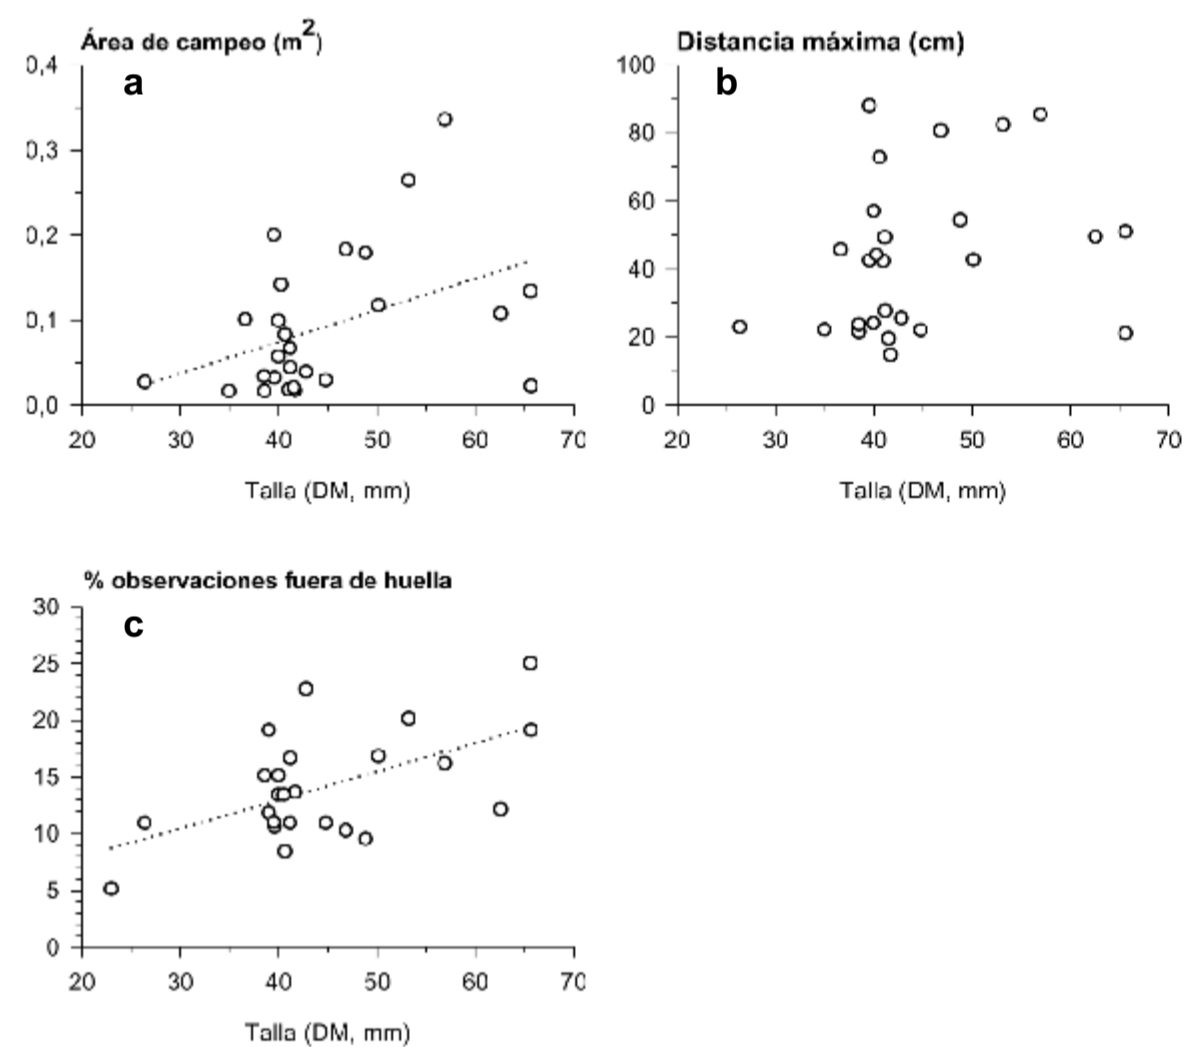 Área de campeo (m2)
a
0,4
0,3
0,2
0,1
0,0
20 30 40 50 60 70
Talla (DM, mm)
Distancia máxima (cm)
b
100
80
60
40
20
0
20 30 40 50 60 70
Talla (DM, mm)
% observaciones fuera de huella
c
30
25
20
15
10
5
0
20 30 40 50 60 70
Talla (DM, mm)